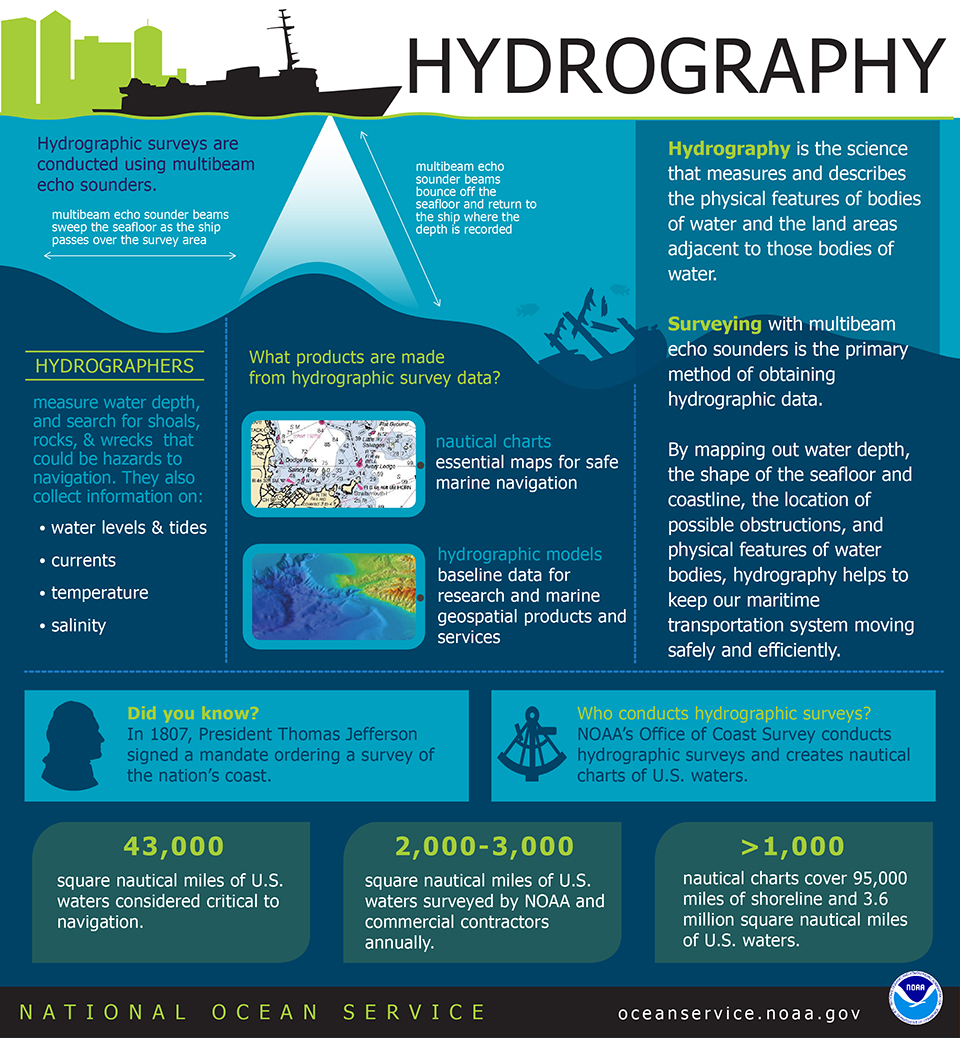 HYDROGRAPHY
Hydrographic surveys are
conducted using multibeam
echo sounders.
multibeam echo sounder beams
sweep the seafloor as the ship
passes over the survey area
multibeam echo
sounder beams
bounce off the
seafloor and return to
the ship where the
depth is recorded
Hydrography is the science
that measures and describes
the physical features of bodies
of water and the land areas
adjacent to those bodies of
water.
Surveying with multibeam
echo sounders is the primary
method of obtaining
hydrographic data.
By mapping out water depth,
the shape of the seafloor and
coastline, the location of
possible obstructions, and
physical features of water
bodies, hydrography helps to
keep our maritime
transportation system moving
safely and efficiently.
HYDROGRAPHERS
measure water depth,
and search for shoals,
rocks, & wrecks that
could be hazards to
navigation. They also
collect information on:
• water levels & tides
• currents
• temperature
• salinity
What products are made
from hydrographic survey data?
Dodge Rock
Sandy Bay
Avery Ledge
nautical charts
essential maps for safe
marine navigation
hydrographic models
baseline data for
research and marine
geospatial products and
services
Did you know?
In 1807, President Thomas Jefferson
signed a mandate ordering a survey of
the nation's coast.
Who conducts hydrographic surveys?
NOAA's Office of Coast Survey conducts
hydrographic surveys and creates nautical
charts of U.S. waters.
43,000
square nautical miles of U.S.
waters considered critical to
navigation.
2,000-3,000
square nautical miles of U.S.
waters surveyed by NOAA and
commercial contractors
annually.
>1,000
nautical charts cover 95,000
miles of shoreline and 3.6
million square nautical miles
of U.S. waters.
NATIONAL OCEAN SERVICE
oceanservice.noaa.gov
NOAA